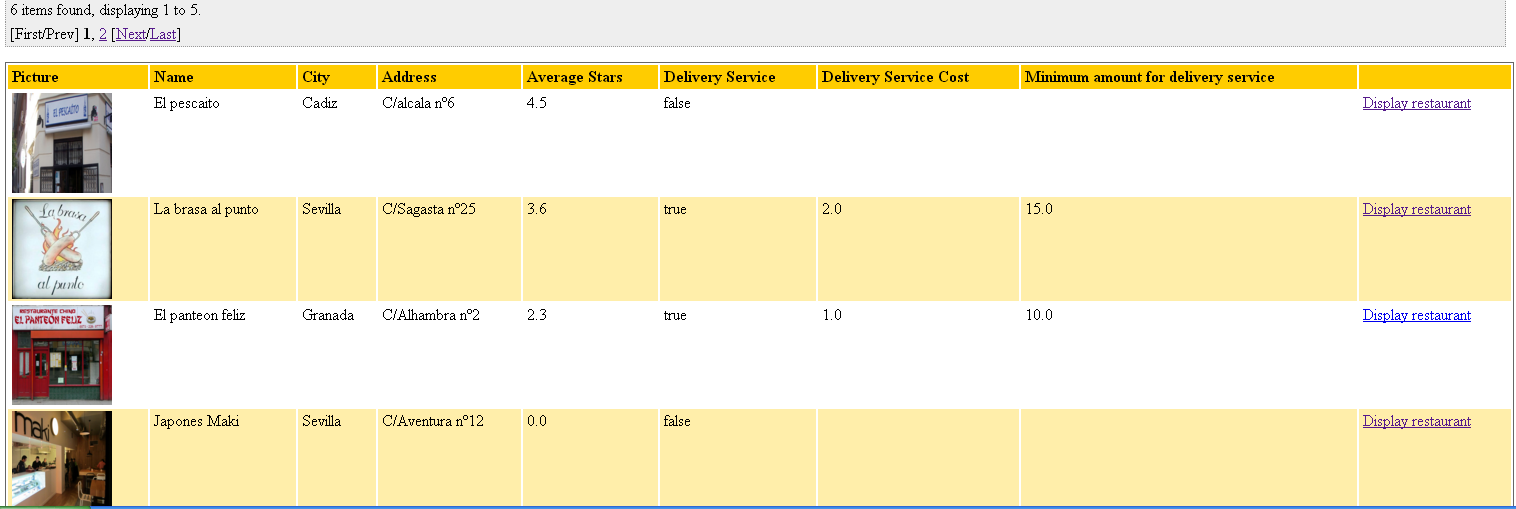 6 items found, displaying 1 to 5.
[First/Prev] 1, 2 [Next/Last]
Picture Name City Address Average Stars Delivery Service Delivery Service Cost Minimum amount for delivery service
El pescaito Cadiz C/alcala nº6 4.5 false Display restaurant
EL PESCAÍTO
La brasa al punto Sevilla C/Sagasta nº25 3.6 true 2.0 15.0 Display restaurant
La brasa
al punto
El panteon feliz Granada C/Alhambra nº2 2.3 true 1.0 10.0 Display restaurant
RESTAURANTE CHINO
EL PANTEÓN FELIZ
Japones Maki Sevilla C/Aventura nº12 0.0 false Display restaurant
maki